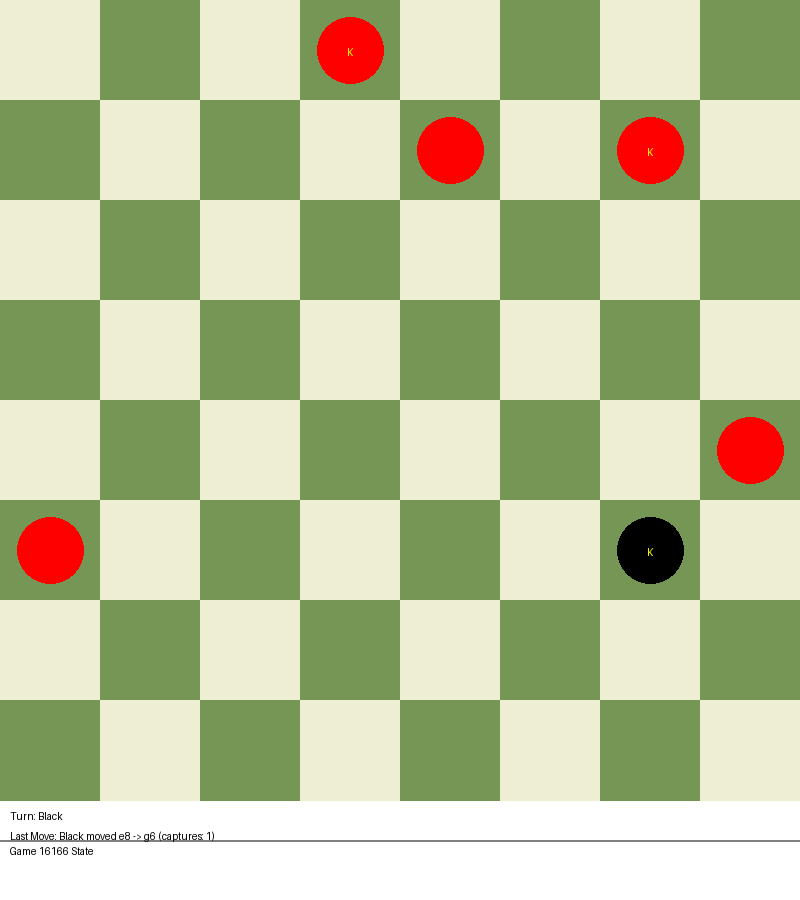 K
K
K
Turn: Black
Last Move: Black moved e8 -> g6 (captures: 1)
Game 16166 State